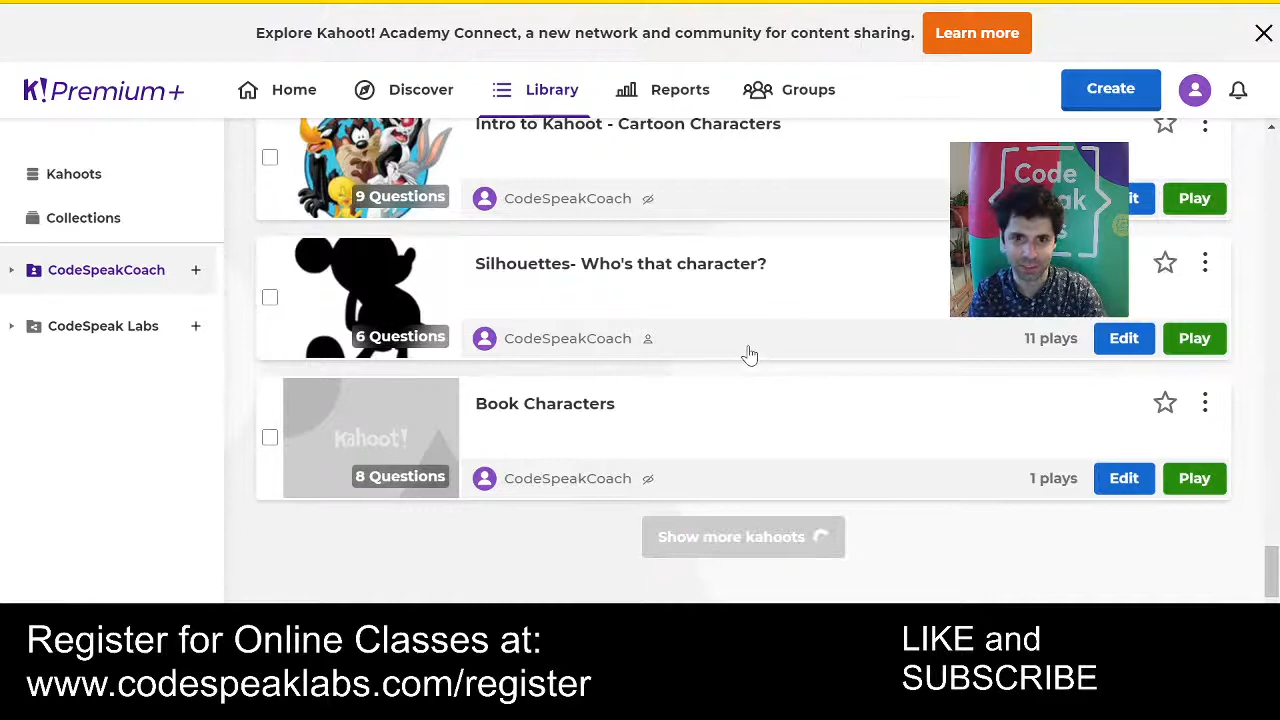 Explore Kahoot! Academy Connect, a new network and community for content sharing.
Learn more
K! Premium+
Home
Discover
Library
Reports
Groups
Create
Kahoots
Collections
CodeSpeakCoach +
CodeSpeak Labs +
Intro to Kahoot - Cartoon Characters
9 Questions
CodeSpeakCoach
Play
Code
Silhouettes- Who's that character?
6 Questions
CodeSpeakCoach
11 plays
Edit
Play
Book Characters
Kahoot!
8 Questions
CodeSpeakCoach
1 plays
Edit
Play
Show more kahoots
Register for Online Classes at:
www.codespeaklabs.com/register
LIKE and
SUBSCRIBE